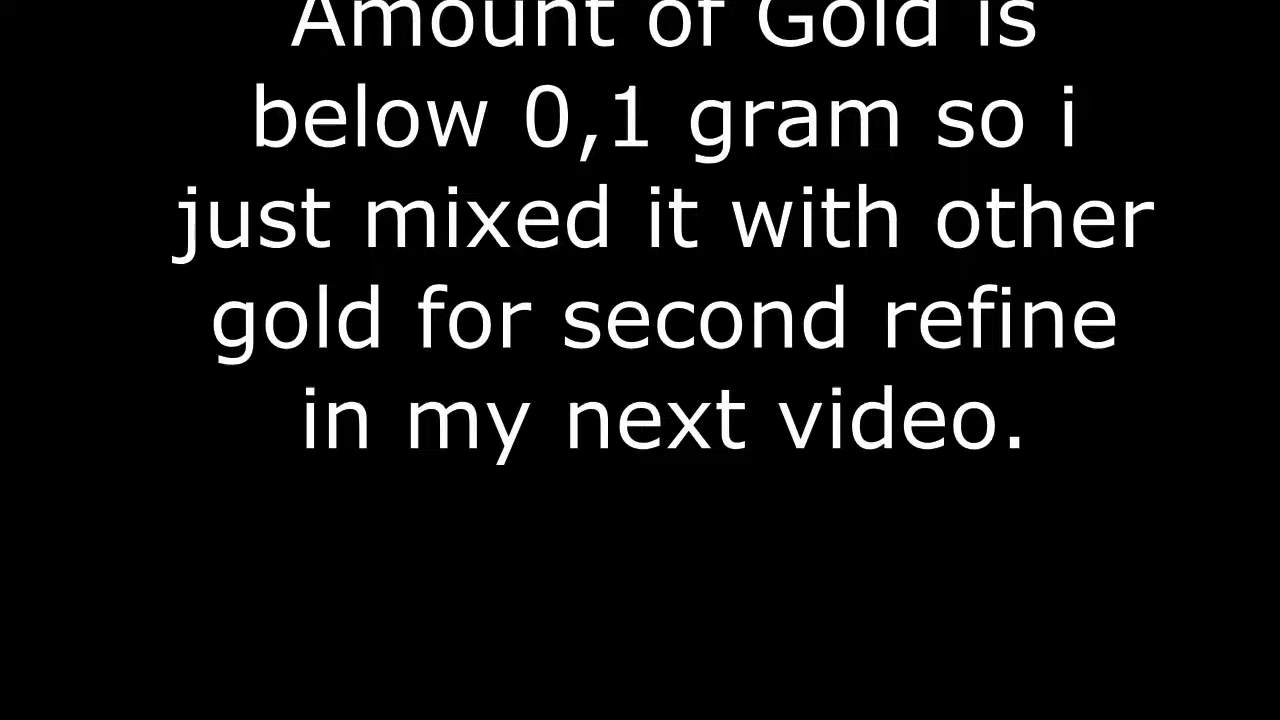 Amount of Gold is
below 0,1 gram so i
just mixed it with other
gold for second refine
in my next video.